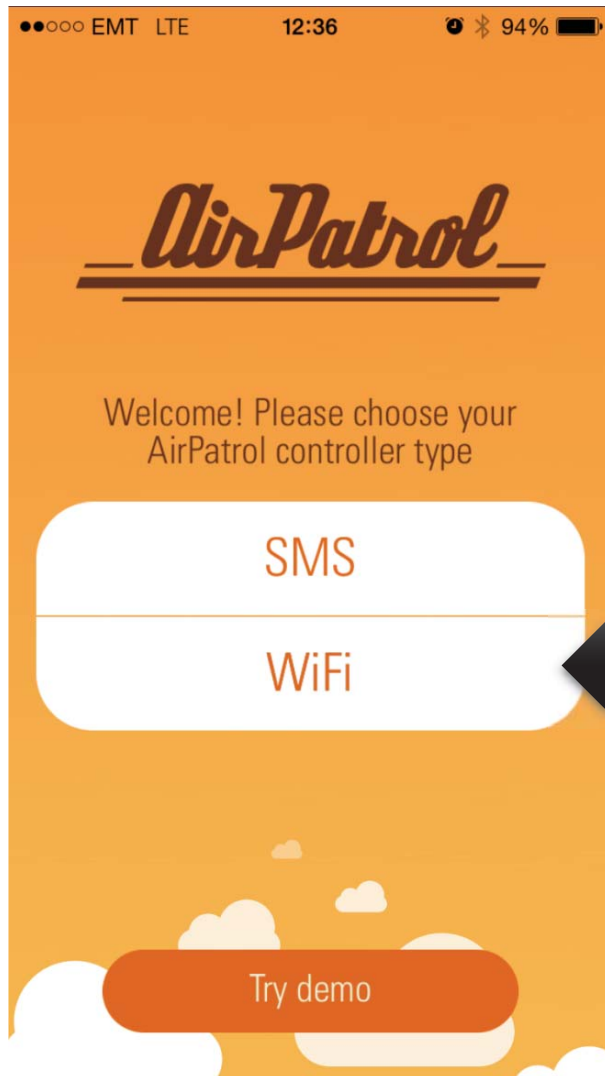 EMT LTE 12:36 94%
AirPatrol
Welcome! Please choose your
AirPatrol controller type
SMS
WiFi
Try demo